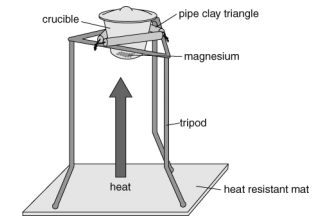 crucible
pipe clay triangle
magnesium
tripod
heat
heat resistant mat